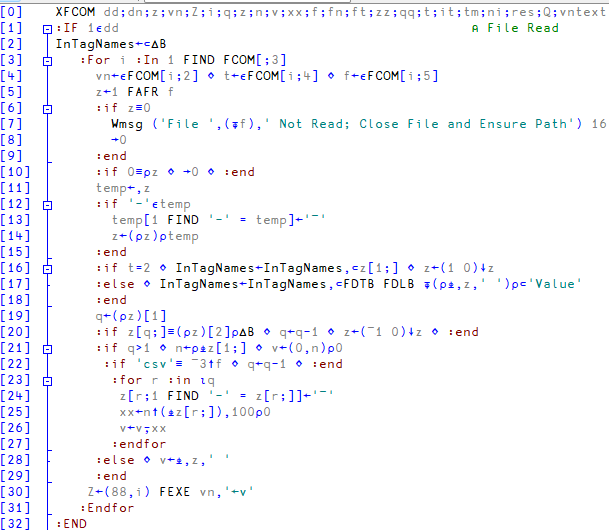 [0] XFCOM dd;dn;z;vn;Z;i;q;z;n;v;xx;f;fn;ft;zz;qq;t;it;tm;ni;res;Q;vntext
[1] :IF 1∊dd ⍝ File Read
[2] InTagNames←⊂∆B
[3] :For i :In 1 FIND FCOM[;3]
[4] vn←∊FCOM[i;2] ⋄ t←∊FCOM[i;4] ⋄ f←∊FCOM[i;5]
[5] z←1 FAFR f
[6] :if z≡0
[7] Wmsg ('File ',(⍕f),' Not Read; Close File and Ensure Path') 16
[8] →0
[9] :end
[10] :if 0≡⍴z ⋄ →0 ⋄ :end
[11] temp←,z
[12] :if '-'∊temp
[13] temp[1 FIND '-' = temp]←'¯'
[14] z←(⍴z)⍴temp
[15] :end
[16] :if t=2 ⋄ InTagNames←InTagNames,⊂z[1;] ⋄ z←(1 0)↓z
[17] :else ⋄ InTagNames←InTagNames,⊂FDTB FDLB ⍕(⍴⍎,z,' ')⍴⊂'Value'
[18] :end
[19] q←(⍴z)[1]
[20] :if z[q;]≡(⍴z)[2]⍴∆B ⋄ q←q-1 ⋄ z←(¯1 0)↓z ⋄ :end
[21] :if q>1 ⋄ n←⍴⍎z[1;] ⋄ v←(0,n)⍴0
[22] :if 'csv'≡ ¯3↑f ⋄ q←q-1 ⋄ :end
[23] :for r :in ⍳q
[24] z[r;1 FIND '-' = z[r;]]←'¯'
[25] xx←n↑(⍎z[r;]),100⍴0
[26] v←v⍪xx
[27] :endfor
[28] :else ⋄ v←⍎,z,' '
[29] :end
[30] Z←(88,i) FEXE vn,'←v'
[31] :Endfor
[32] :END